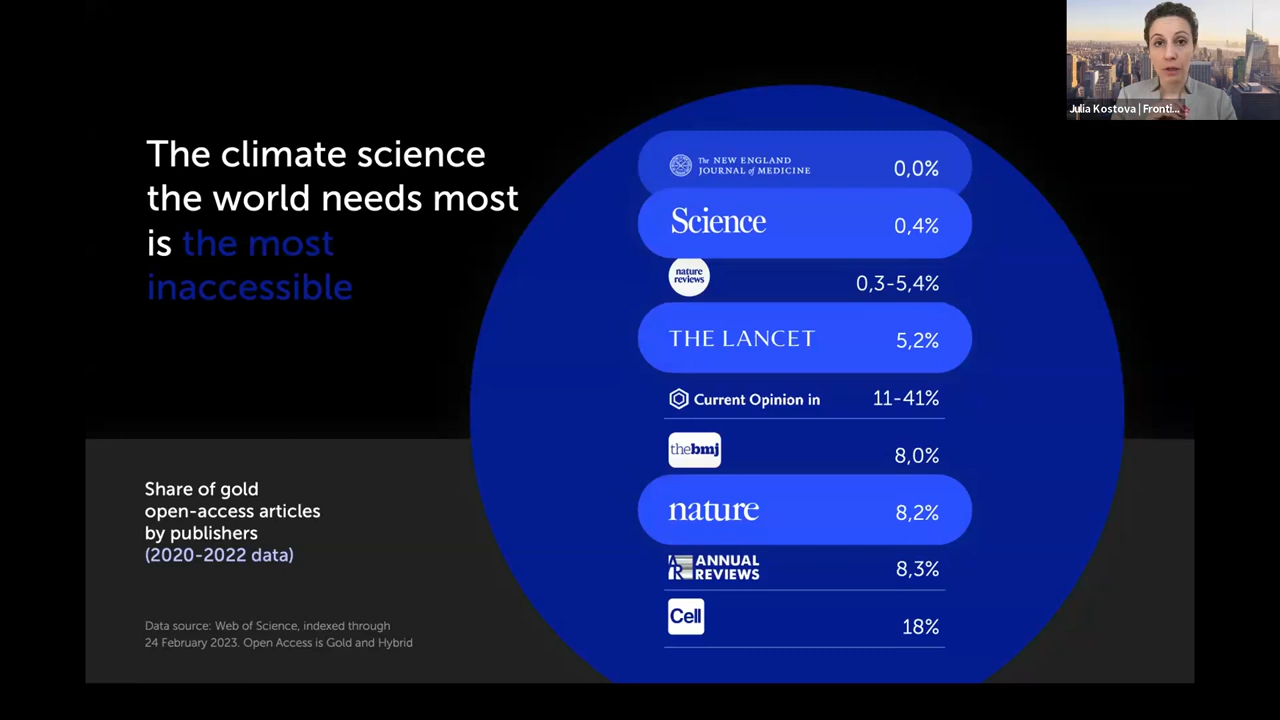 Julia Kostova | Fronti...
The climate science
the world needs most
is the most
inaccessible
The NEW ENGLAND
JOURNAL of MEDICINE
0,0%
Science
0,4%
nature
reviews
0,3-5,4%
THE LANCET
5,2%
Current Opinion in
11-41%
thebmj
8,0%
nature
8,2%
AR ANNUAL
REVIEWS
8,3%
Cell
18%
Share of gold
open-access articles
by publishers
(2020-2022 data)
Data source: Web of Science, indexed through
24 February 2023. Open Access is Gold and Hybrid